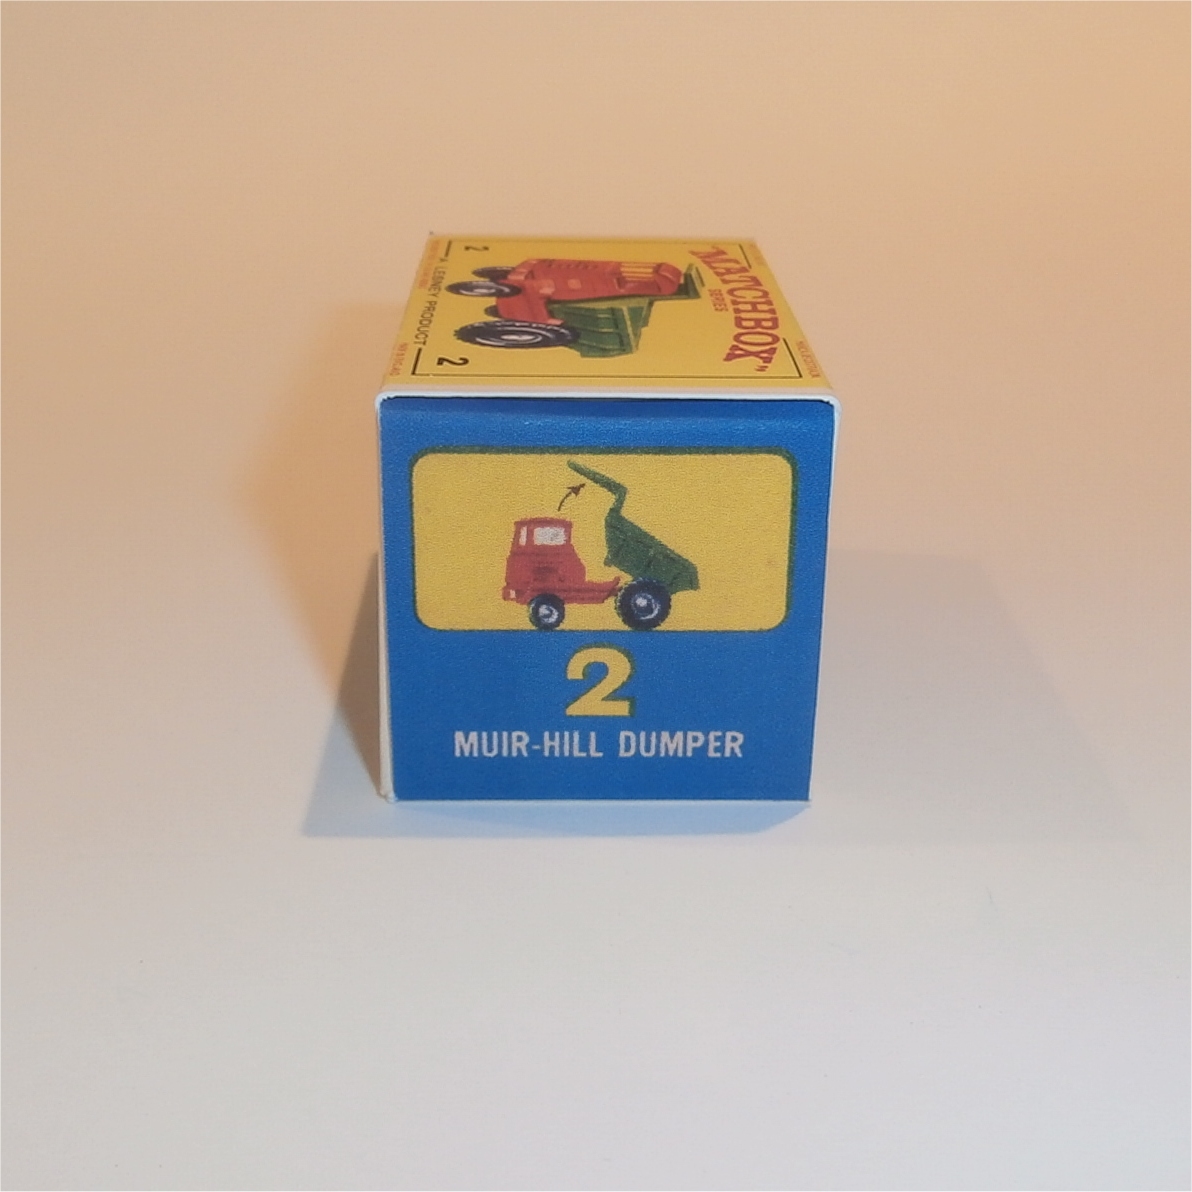 "MATCHBOX"
SERIES
2
A LESNEY PRODUCT
2
2
MUIR-HILL DUMPER